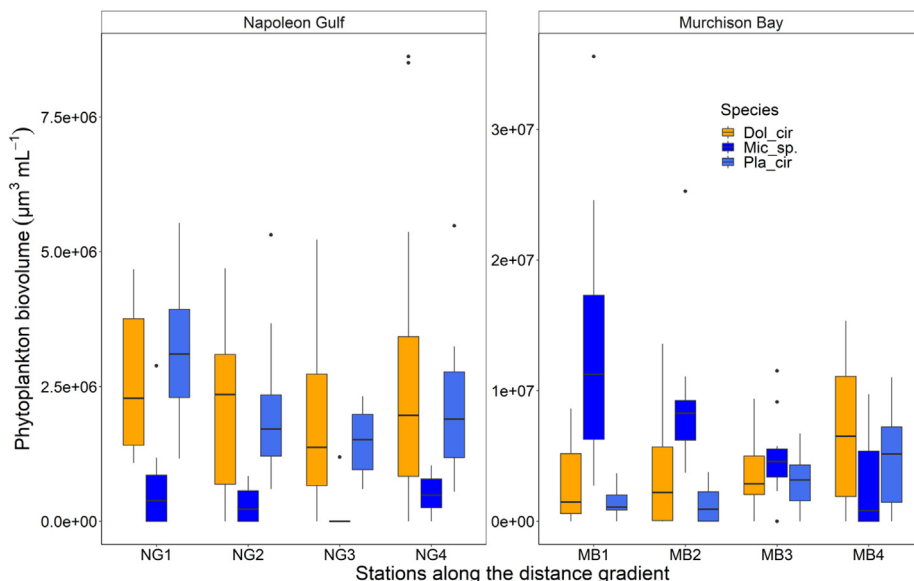 Napoleon Gulf
Murchison Bay
Phytoplankton biovolume (µm³ mL⁻¹)
7.5e+06
5.0e+06
2.5e+06
0.0e+00
3e+07
2e+07
1e+07
0e+00
Species
Dol_cir
Mic_sp.
Pla_cir
NG1 NG2 NG3 NG4
MB1 MB2 MB3 MB4
Stations along the distance gradient